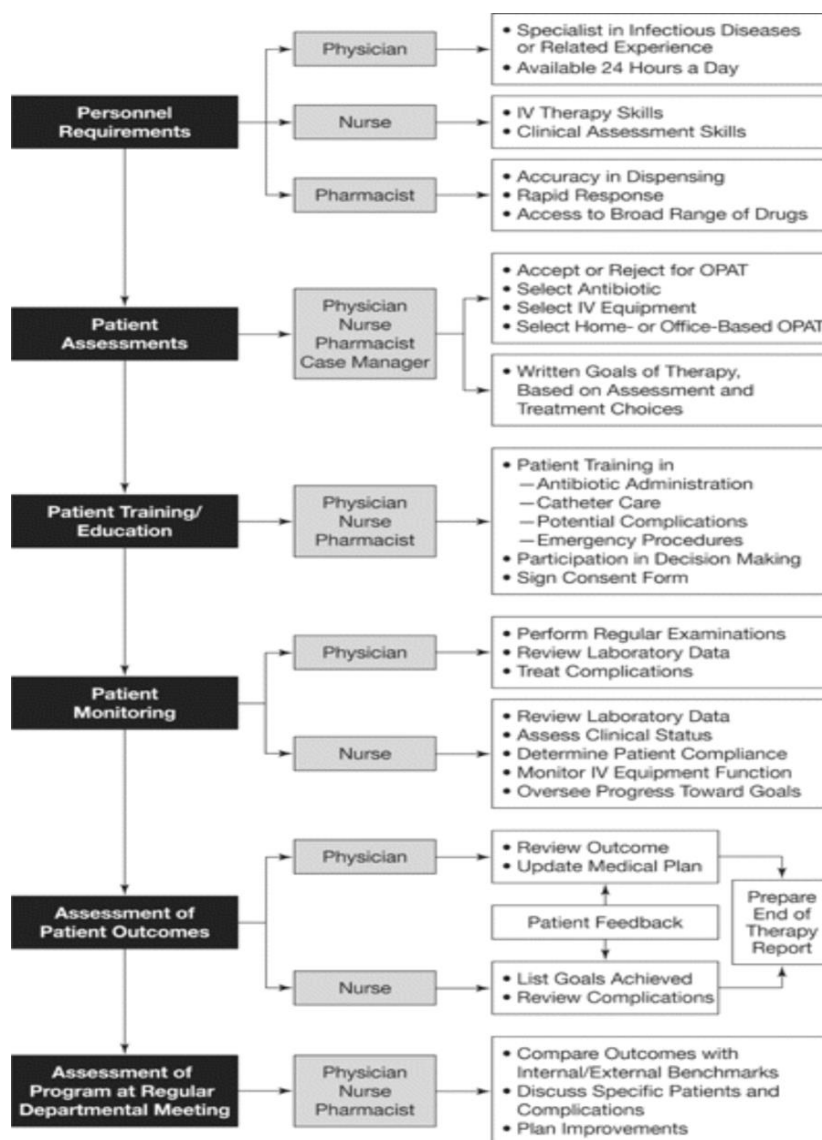 Personnel
Requirements
Physician
• Specialist in Infectious Diseases
or Related Experience
• Available 24 Hours a Day
Nurse
• IV Therapy Skills
• Clinical Assessment Skills
Pharmacist
• Accuracy in Dispensing
• Rapid Response
• Access to Broad Range of Drugs
Patient
Assessments
Physician
Nurse
Pharmacist
Case Manager
• Accept or Reject for OPAT
• Select Antibiotic
• Select IV Equipment
• Select Home- or Office-Based OPAT
• Written Goals of Therapy,
Based on Assessment and
Treatment Choices
Patient Training/
Education
Physician
Nurse
Pharmacist
• Patient Training in
—Antibiotic Administration
—Catheter Care
—Potential Complications
—Emergency Procedures
• Participation in Decision Making
• Sign Consent Form
Patient
Monitoring
Physician
• Perform Regular Examinations
• Review Laboratory Data
• Treat Complications
Nurse
• Review Laboratory Data
• Assess Clinical Status
• Determine Patient Compliance
• Monitor IV Equipment Function
• Oversee Progress Toward Goals
Assessment of
Patient Outcomes
Physician
• Review Outcome
• Update Medical Plan
Patient Feedback
Nurse
• List Goals Achieved
• Review Complications
Prepare
End of
Therapy
Report
Assessment of
Program at Regular
Departmental Meeting
Physician
Nurse
Pharmacist
• Compare Outcomes with
Internal/External Benchmarks
• Discuss Specific Patients and
Complications
• Plan Improvements